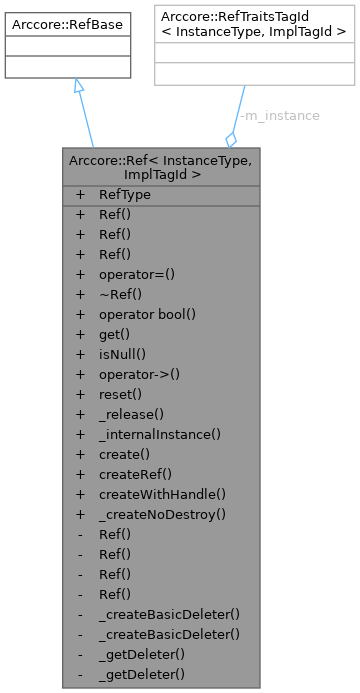 Arccore::RefBase
Arccore::RefTraitsTagId
< InstanceType, ImplTagId >
-m_instance
Arccore::Ref< InstanceType,
ImplTagId >
+ RefType
+ Ref()
+ Ref()
+ Ref()
+ operator=()
+ ~Ref()
+ operator bool()
+ get()
+ isNull()
+ operator->()
+ reset()
+ _release()
+ _internalInstance()
+ create()
+ createRef()
+ createWithHandle()
+ _createNoDestroy()
- Ref()
- Ref()
- Ref()
- Ref()
- _createBasicDeleter()
- _createBasicDeleter()
- _getDeleter()
- _getDeleter()